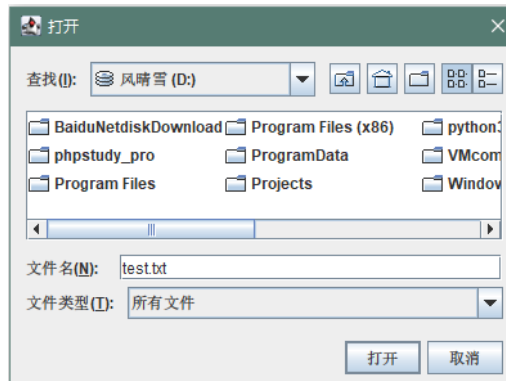 打开
查找(I): 风晴雪 (D:)
BaiduNetdiskDownload Program Files (x86) python3
phpstudy_pro ProgramData VMcom
Program Files Projects Window
文件名(N): test.txt
文件类型(T): 所有文件
打开 取消